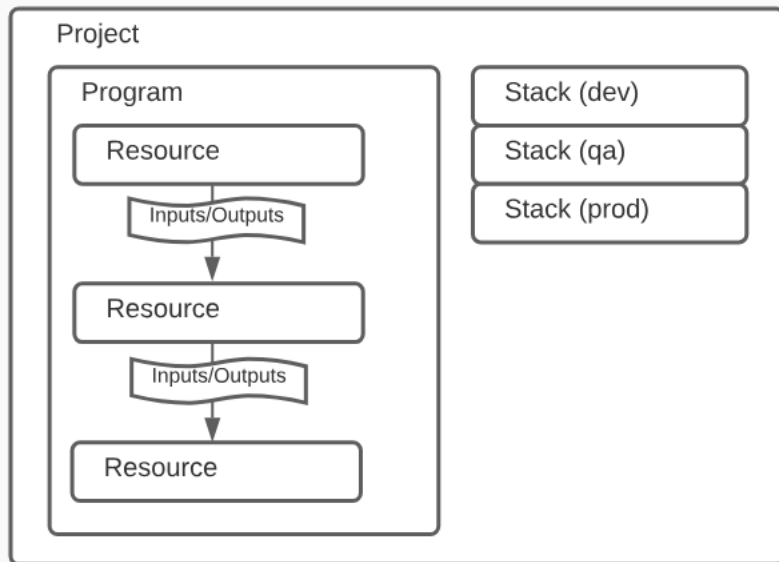 Project
Program
Resource
Inputs/Outputs
Resource
Inputs/Outputs
Resource
Stack (dev)
Stack (qa)
Stack (prod)